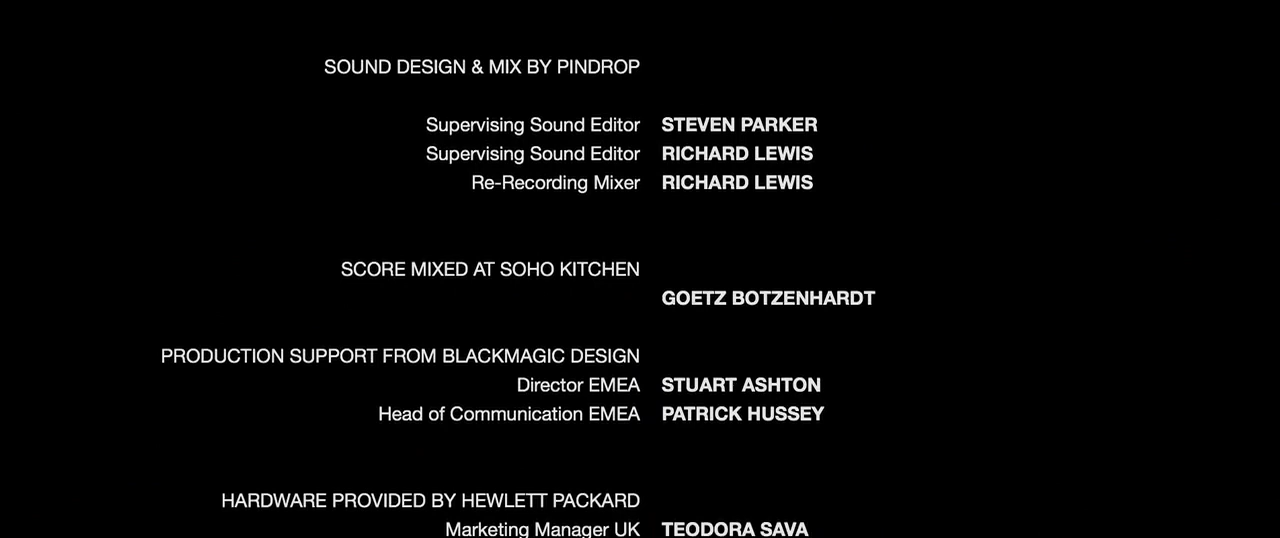 SOUND DESIGN & MIX BY PINDROP
Supervising Sound Editor STEVEN PARKER
Supervising Sound Editor RICHARD LEWIS
Re-Recording Mixer RICHARD LEWIS
SCORE MIXED AT SOHO KITCHEN
GOETZ BOTZENHARDT
PRODUCTION SUPPORT FROM BLACKMAGIC DESIGN
Director EMEA STUART ASHTON
Head of Communication EMEA PATRICK HUSSEY
HARDWARE PROVIDED BY HEWLETT PACKARD
Marketing Manager UK TEODORA SAVA